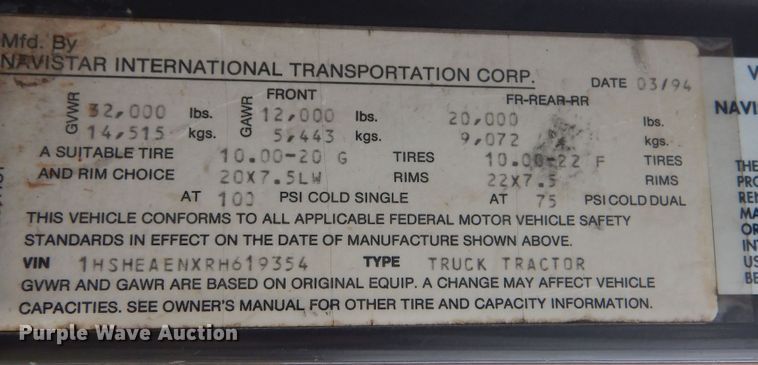 Mfd. By
NAVISTAR INTERNATIONAL TRANSPORTATION CORP. DATE 03/94
FRONT FR-REAR-RR
GVWR 32,000 lbs. GAWR 12,000 lbs. 20,000 lbs.
14,515 kgs. 5,443 kgs. 9,072 kgs.
A SUITABLE TIRE 10.00-20 G TIRES 10.00-22 F TIRES
AND RIM CHOICE 20X7.5LW RIMS 22X7.5 RIMS
AT 100 PSI COLD SINGLE AT 75 PSI COLD DUAL
THIS VEHICLE CONFORMS TO ALL APPLICABLE FEDERAL MOTOR VEHICLE SAFETY
STANDARDS IN EFFECT ON THE DATE OF MANUFACTURE SHOWN ABOVE.
VIN 1HSHEAENXRH619354 TYPE TRUCK TRACTOR
GVWR AND GAWR ARE BASED ON ORIGINAL EQUIP. A CHANGE MAY AFFECT VEHICLE
CAPACITIES. SEE OWNER'S MANUAL FOR OTHER TIRE AND CAPACITY INFORMATION.
Purple Wave Auction